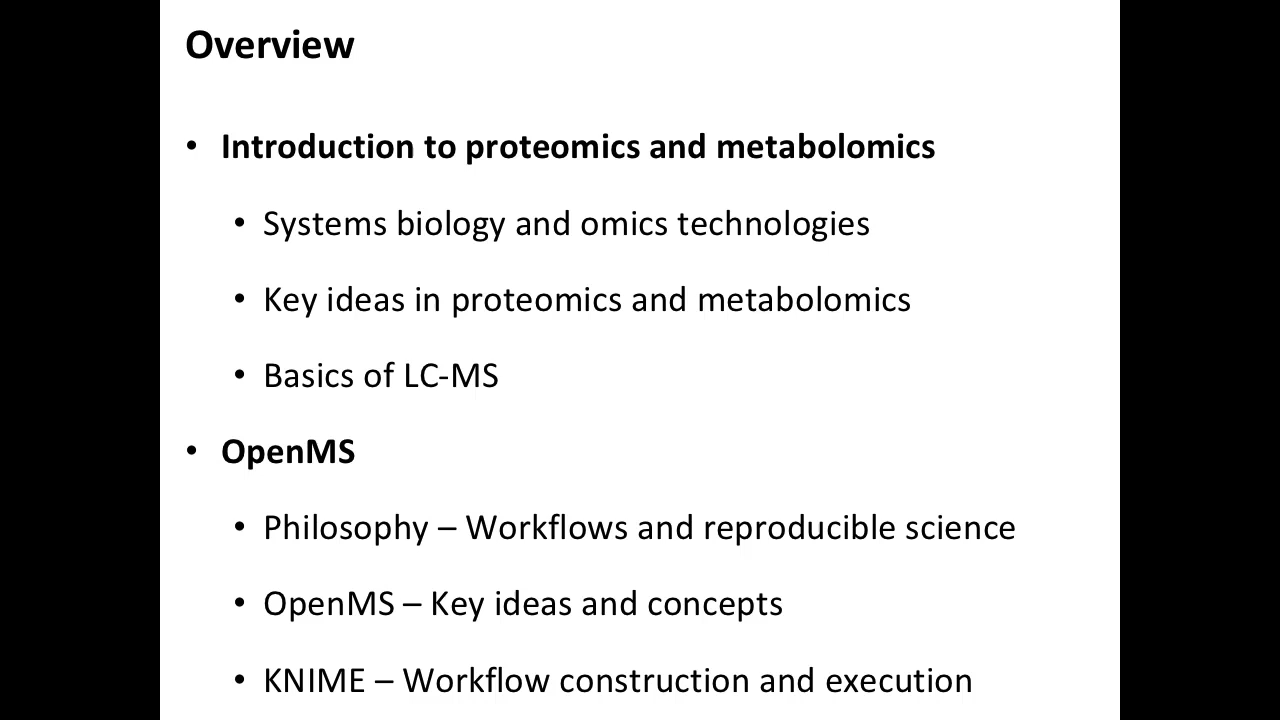 Overview
• Introduction to proteomics and metabolomics
• Systems biology and omics technologies
• Key ideas in proteomics and metabolomics
• Basics of LC-MS
• OpenMS
• Philosophy – Workflows and reproducible science
• OpenMS – Key ideas and concepts
• KNIME – Workflow construction and execution